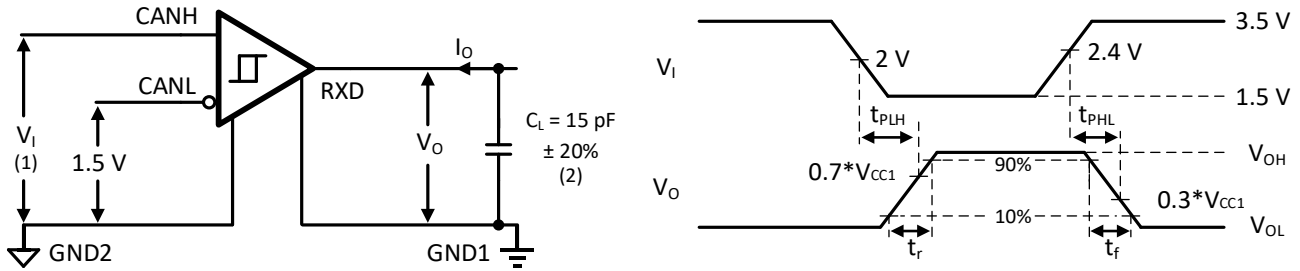 CANH
I_O
CANL
RXD
V_I
(1)
1.5 V
V_O
C_L = 15 pF
± 20%
(2)
GND2
GND1
V_I
2 V
2.4 V
3.5 V
1.5 V
t_PLH
t_PHL
V_O
0.7*V_CC1
90%
V_OH
0.3*V_CC1
10%
V_OL
t_r
t_f